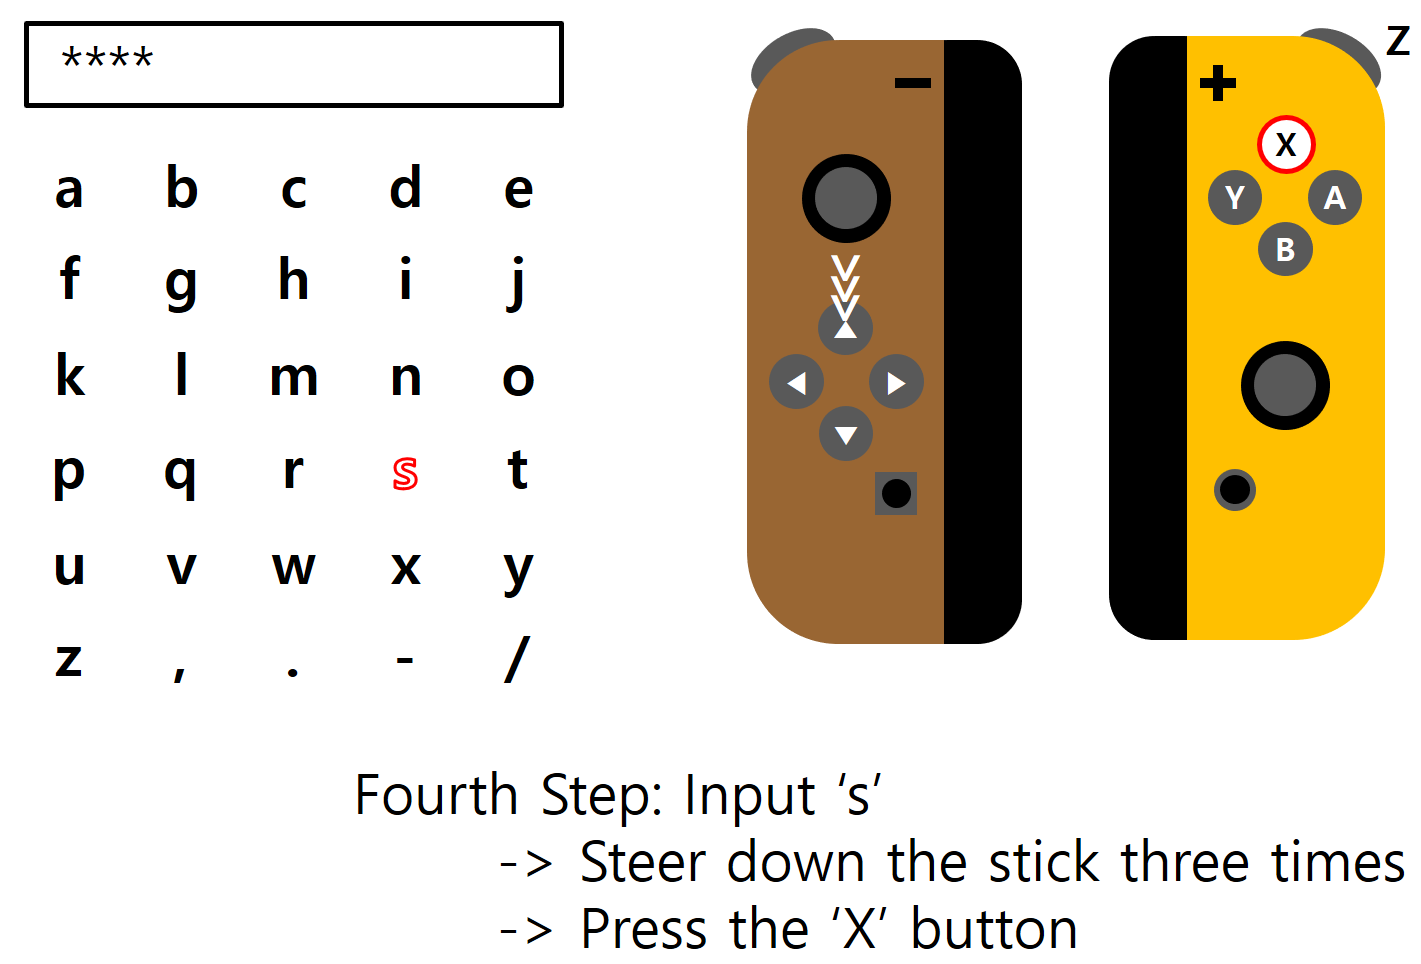 ****
Z
a b c d e
f g h i j
k l m n o
p q r s t
u v w x y
z , . - /
X
Y A
B
Fourth Step: Input ‘s’
-> Steer down the stick three times
-> Press the ‘X’ button